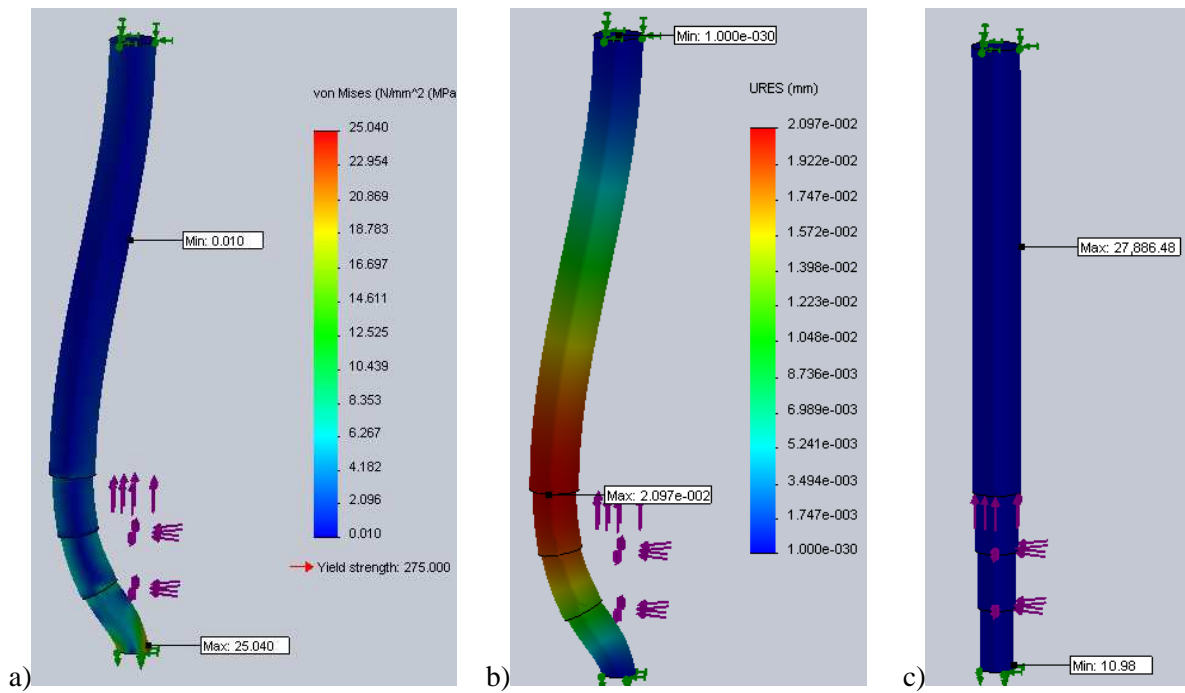 von Mises (N/mm^2 (MPa
25.040
22.954
20.869
18.783
16.697
14.611
12.525
10.439
8.353
6.267
4.182
2.096
0.010
Yield strength: 275.000
Min: 0.010
Max: 25.040
a)
Min: 1.000e-030
URES (mm)
2.097e-002
1.922e-002
1.747e-002
1.572e-002
1.398e-002
1.223e-002
1.048e-002
8.736e-003
6.989e-003
5.241e-003
3.494e-003
1.747e-003
1.000e-030
Max: 2.097e-002
b)
Max: 27,886.48
Min: 10.98
c)